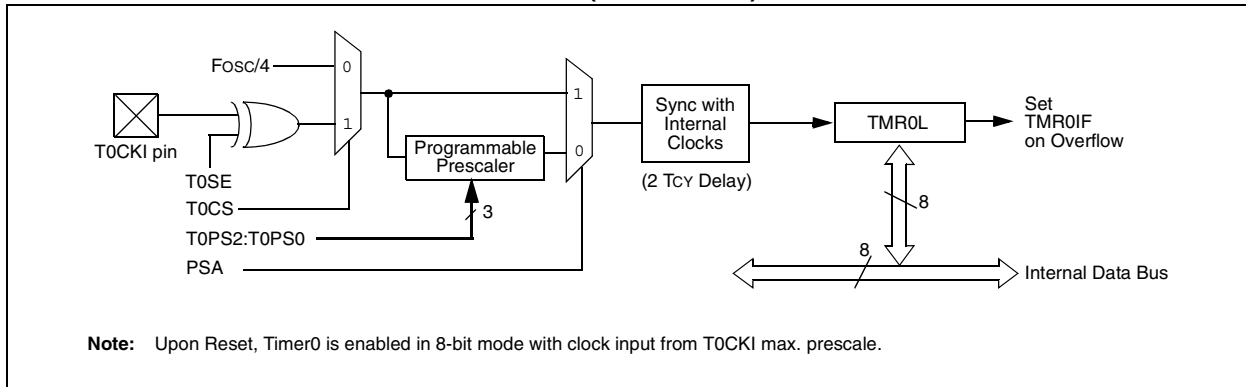 FOSC/4
0
1
T0CKI pin
T0SE
T0CS
T0PS2:T0PS0
PSA
Programmable
Prescaler
3
1
0
Sync with
Internal
Clocks
(2 TCY Delay)
TMR0L
Set
TMR0IF
on Overflow
8
8
Internal Data Bus
Note: Upon Reset, Timer0 is enabled in 8-bit mode with clock input from T0CKI max. prescale.